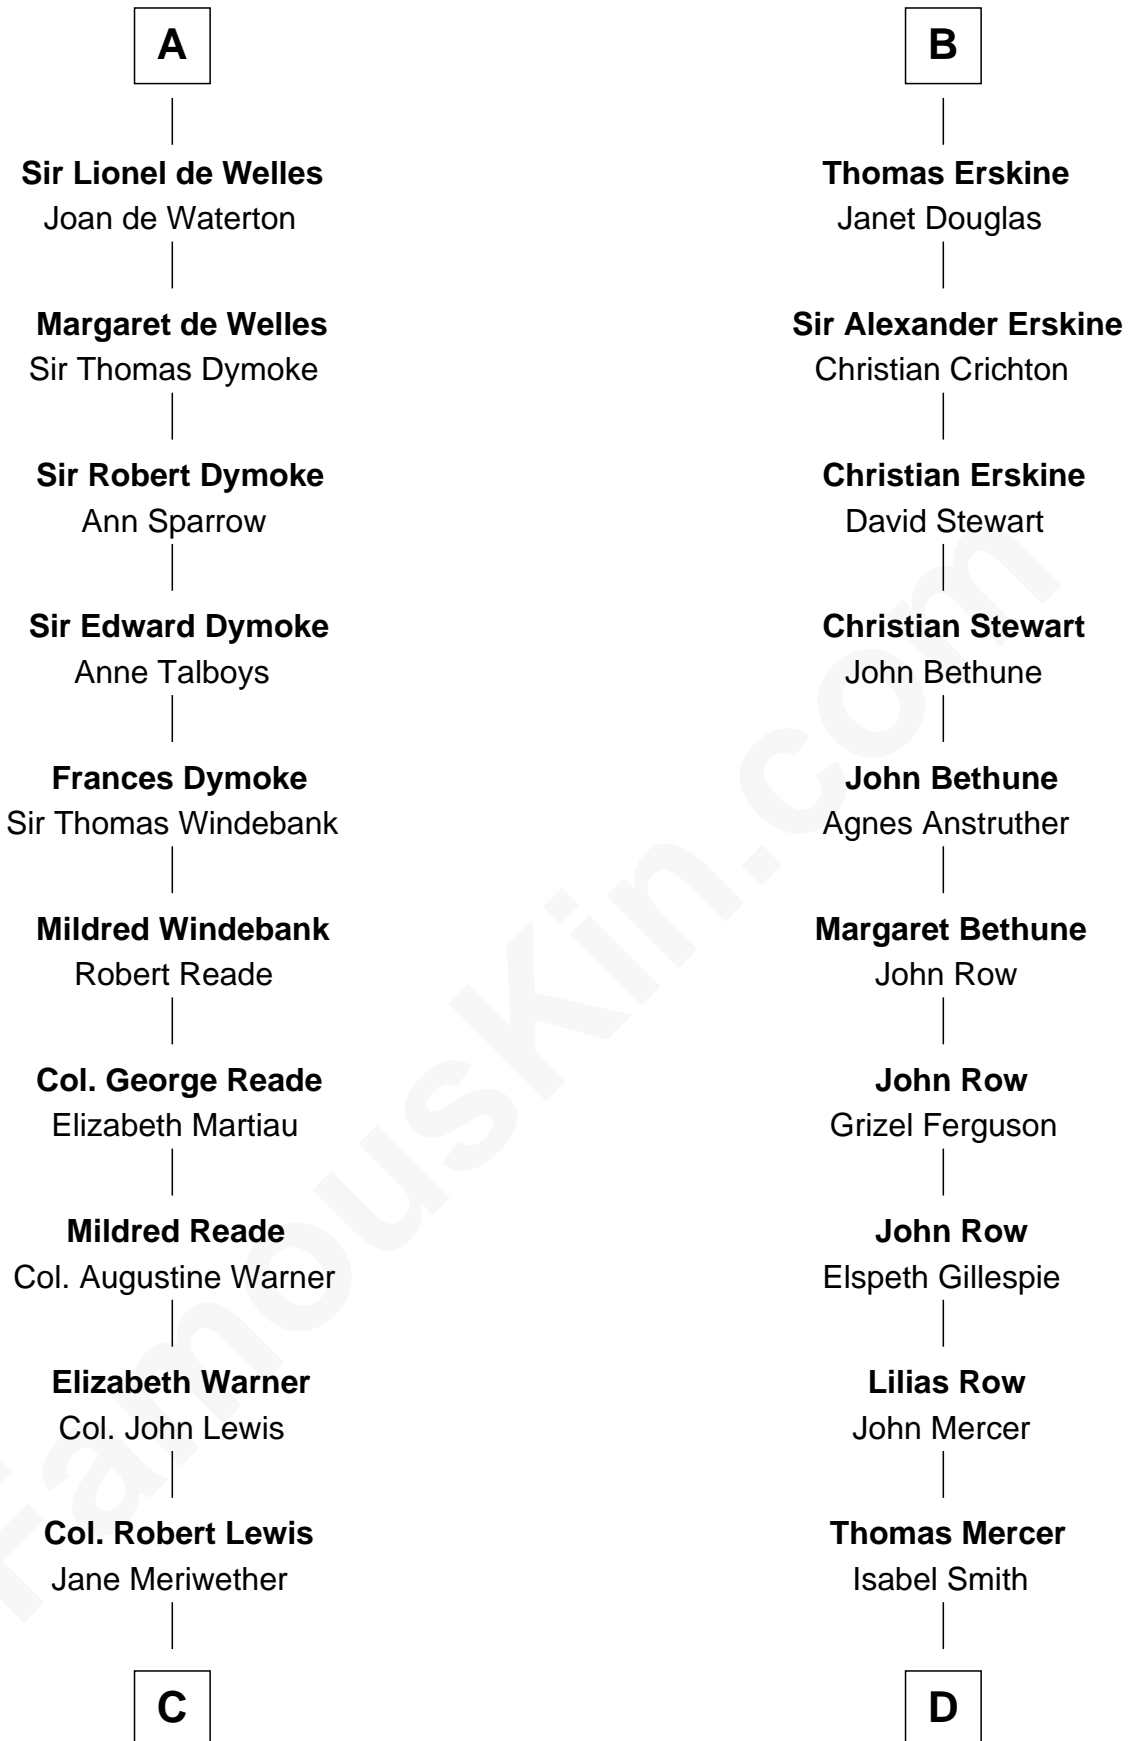 A
Sir Lionel de Welles
Joan de Waterton
Margaret de Welles
Sir Thomas Dymoke
Sir Robert Dymoke
Ann Sparrow
Sir Edward Dymoke
Anne Talboys
Frances Dymoke
Sir Thomas Windebank
Mildred Windebank
Robert Reade
Col. George Reade
Elizabeth Martiau
Mildred Reade
Col. Augustine Warner
Elizabeth Warner
Col. John Lewis
Col. Robert Lewis
Jane Meriwether
C
B
Thomas Erskine
Janet Douglas
Sir Alexander Erskine
Christian Crichton
Christian Erskine
David Stewart
Christian Stewart
John Bethune
John Bethune
Agnes Anstruther
Margaret Bethune
John Row
John Row
Grizel Ferguson
John Row
Elspeth Gillespie
Lilias Row
John Mercer
Thomas Mercer
Isabel Smith
D
FamousKin.com